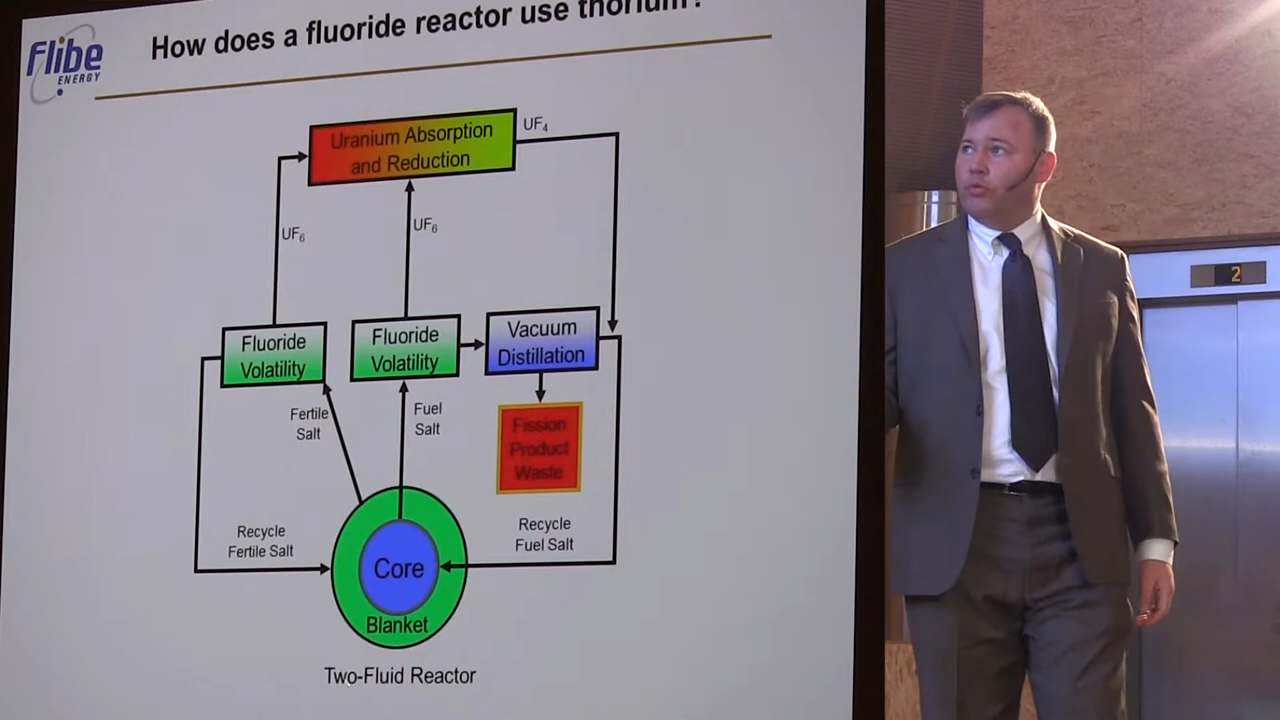 Flibe
ENERGY
How does a fluoride reactor use thorium?
Uranium Absorption
and Reduction
UF4
UF6
UF6
Fluoride
Volatility
Fluoride
Volatility
Vacuum
Distillation
Fertile
Salt
Fuel
Salt
Fission
Product
Waste
Recycle
Fertile Salt
Recycle
Fuel Salt
Core
Blanket
Two-Fluid Reactor
2